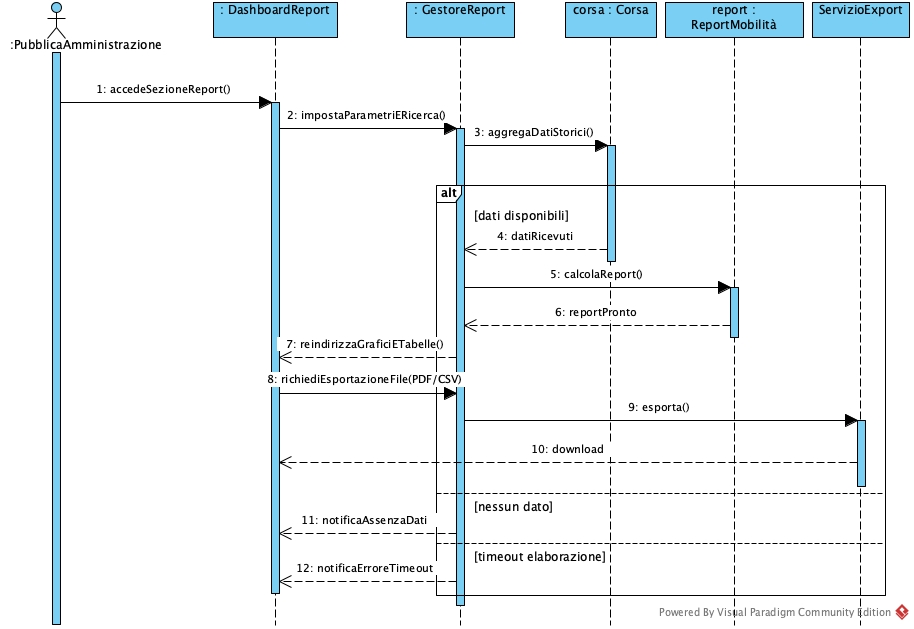 : DashboardReport
: GestoreReport
corsa : Corsa
report :
ReportMobilità
ServizioExport
:PubblicaAmministrazione
1: accedeSezioneReport()
2: impostaParametriERicerca()
3: aggregaDatiStorici()
alt
[dati disponibili]
4: datiRicevuti
5: calcolaReport()
6: reportPronto
7: reindirizzaGraficiETabelle()
8: richiediEsportazioneFile(PDF/CSV)
9: esporta()
10: download
[nessun dato]
11: notificaAssenzaDati
[timeout elaborazione]
12: notificaErroreTimeout
Powered By Visual Paradigm Community Edition